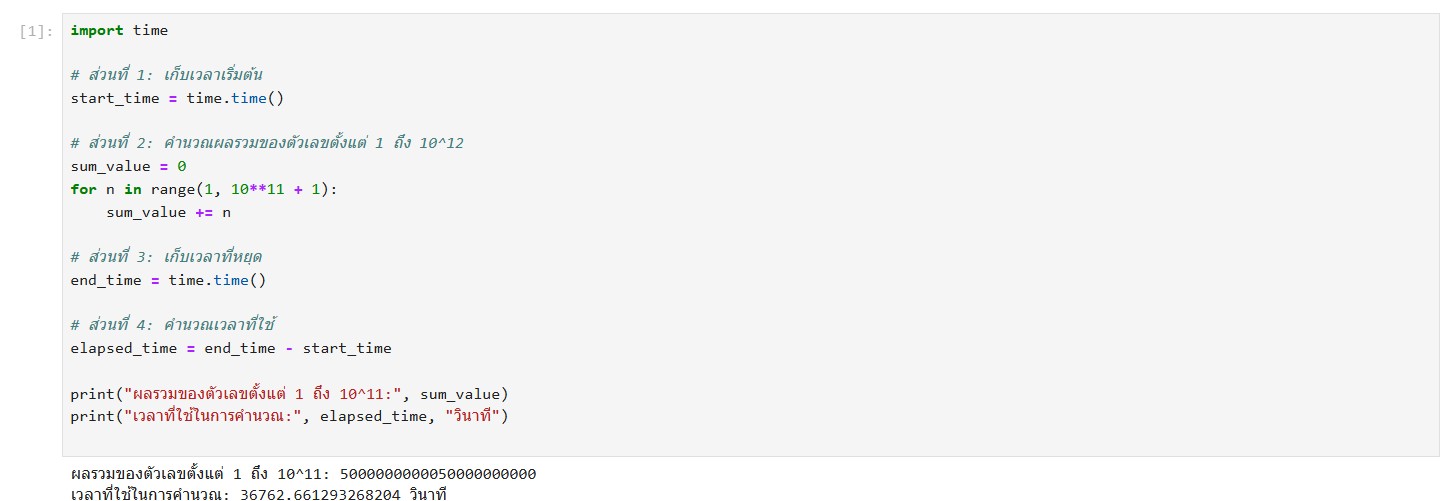 [1]:
import time
# ส่วนที่ 1: เก็บเวลาเริ่มต้น
start_time = time.time()
# ส่วนที่ 2: คำนวณผลรวมของตัวเลขตั้งแต่ 1 ถึง 10^12
sum_value = 0
for n in range(1, 10**11 + 1):
    sum_value += n
# ส่วนที่ 3: เก็บเวลาที่หยุด
end_time = time.time()
# ส่วนที่ 4: คำนวณเวลาที่ใช้
elapsed_time = end_time - start_time
print("ผลรวมของตัวเลขตั้งแต่ 1 ถึง 10^11:", sum_value)
print("เวลาที่ใช้ในการคำนวณ:", elapsed_time, "วินาที")
ผลรวมของตัวเลขตั้งแต่ 1 ถึง 10^11: 5000000000050000000000
เวลาที่ใช้ในการคำนวณ: 36762.661293268204 วินาที